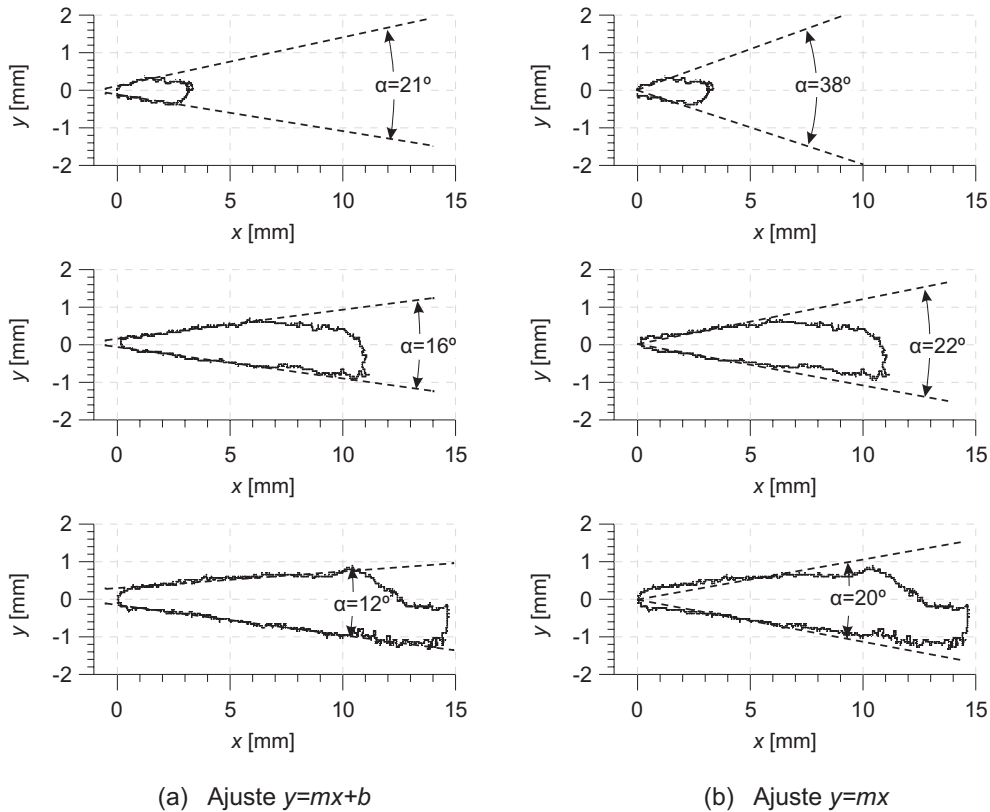 2
1
0
-1
-2
y [mm]
α=21º
0 5 10 15
x [mm]
2
1
0
-1
-2
y [mm]
α=38º
0 5 10 15
x [mm]
2
1
0
-1
-2
y [mm]
α=16º
0 5 10 15
x [mm]
2
1
0
-1
-2
y [mm]
α=22º
0 5 10 15
x [mm]
2
1
0
-1
-2
y [mm]
α=12º
0 5 10 15
x [mm]
2
1
0
-1
-2
y [mm]
α=20º
0 5 10 15
x [mm]
(a) Ajuste y=mx+b
(b) Ajuste y=mx